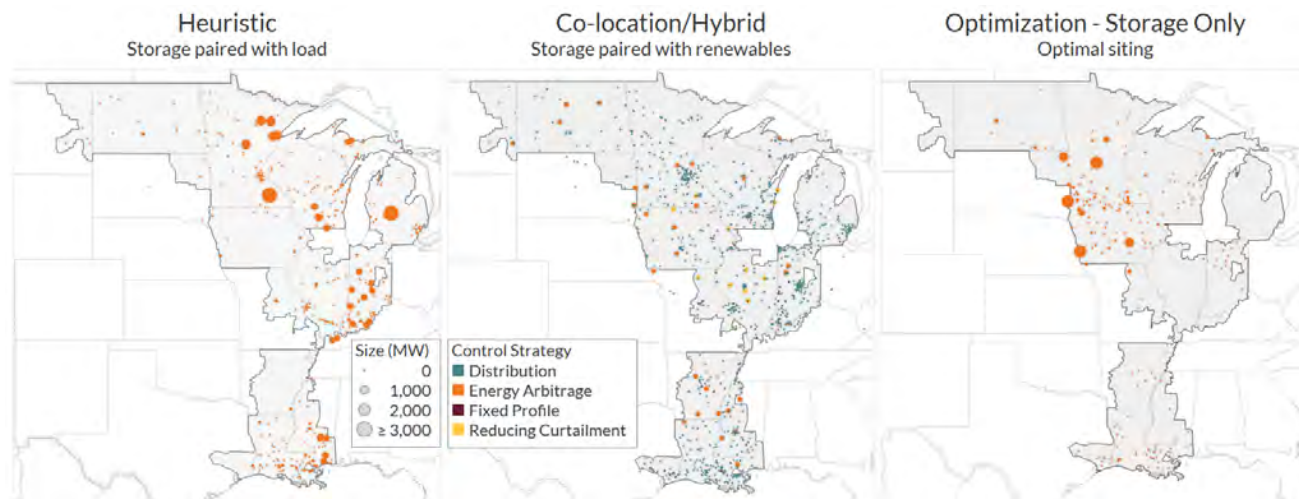 Heuristic
Storage paired with load
Co-location/Hybrid
Storage paired with renewables
Optimization - Storage Only
Optimal siting
Size (MW)
0
1,000
2,000
≥ 3,000
Control Strategy
Distribution
Energy Arbitrage
Fixed Profile
Reducing Curtailment